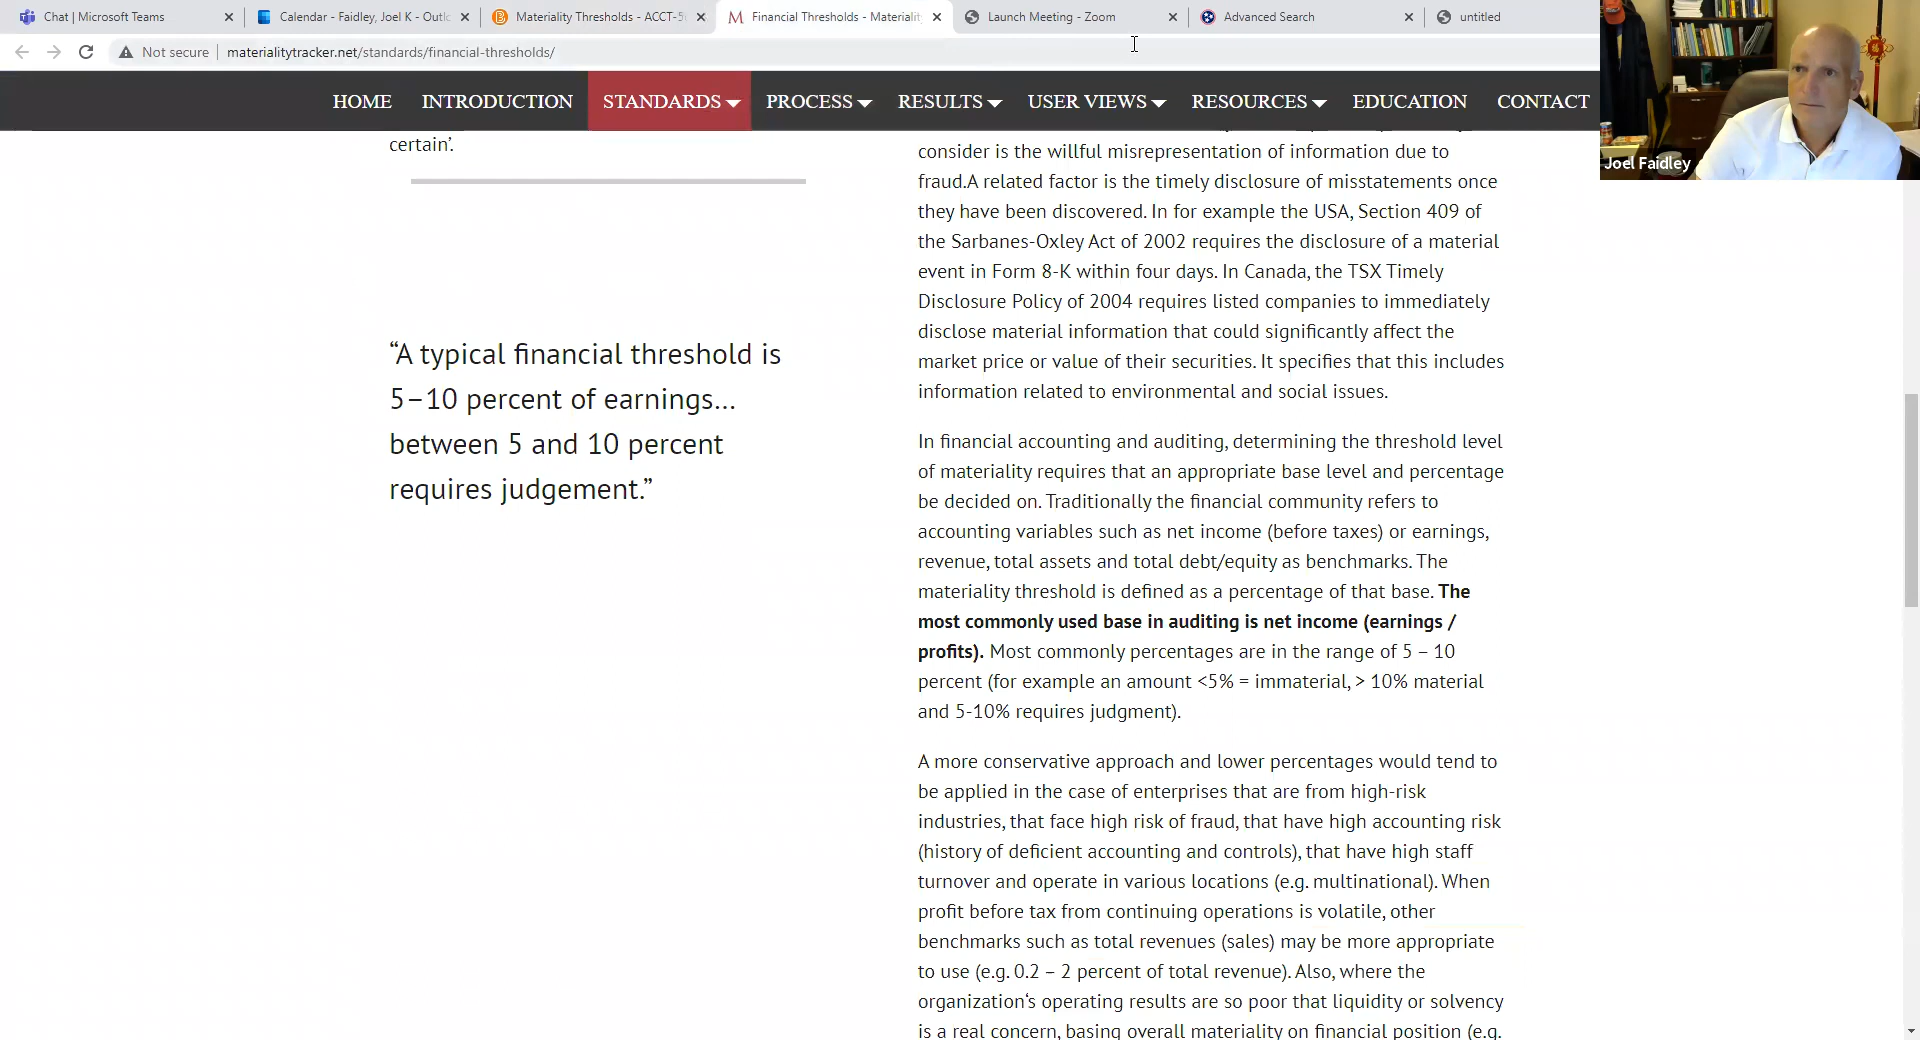 Chat | Microsoft Teams
Calendar - Faidley, Joel K - Outlo
Materiality Thresholds - ACCT-5
Financial Thresholds - Materiality
Launch Meeting - Zoom
Advanced Search
untitled
Not secure
materialitytracker.net/standards/financial-thresholds/
HOME
INTRODUCTION
STANDARDS
PROCESS
RESULTS
USER VIEWS
RESOURCES
EDUCATION
CONTACT
Joel Faidley
certain’.
“A typical financial threshold is
5–10 percent of earnings…
between 5 and 10 percent
requires judgement.”
consider is the willful misrepresentation of information due to
fraud.A related factor is the timely disclosure of misstatements once
they have been discovered. In for example the USA, Section 409 of
the Sarbanes-Oxley Act of 2002 requires the disclosure of a material
event in Form 8-K within four days. In Canada, the TSX Timely
Disclosure Policy of 2004 requires listed companies to immediately
disclose material information that could significantly affect the
market price or value of their securities. It specifies that this includes
information related to environmental and social issues.
In financial accounting and auditing, determining the threshold level
of materiality requires that an appropriate base level and percentage
be decided on. Traditionally the financial community refers to
accounting variables such as net income (before taxes) or earnings,
revenue, total assets and total debt/equity as benchmarks. The
materiality threshold is defined as a percentage of that base. The
most commonly used base in auditing is net income (earnings /
profits). Most commonly percentages are in the range of 5 – 10
percent (for example an amount <5% = immaterial, > 10% material
and 5-10% requires judgment).
A more conservative approach and lower percentages would tend to
be applied in the case of enterprises that are from high-risk
industries, that face high risk of fraud, that have high accounting risk
(history of deficient accounting and controls), that have high staff
turnover and operate in various locations (e.g. multinational). When
profit before tax from continuing operations is volatile, other
benchmarks such as total revenues (sales) may be more appropriate
to use (e.g. 0.2 – 2 percent of total revenue). Also, where the
organization‘s operating results are so poor that liquidity or solvency
is a real concern, basing overall materiality on financial position (e.g.